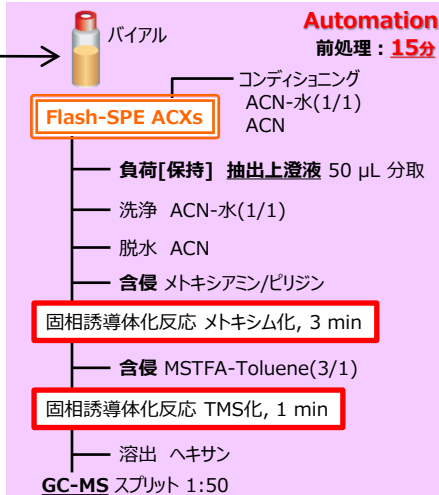 Automation
バイアル
前処理：15分
コンディショニング
ACN-水(1/1)
ACN
Flash-SPE ACXs
負荷[保持] 抽出上澄液 50 µL 分取
洗浄 ACN-水(1/1)
脱水 ACN
含侵 メトキシアミン/ピリジン
固相誘導体化反応 メトキシム化, 3 min
含侵 MSTFA-Toluene(3/1)
固相誘導体化反応 TMS化, 1 min
溶出 ヘキサン
GC-MS スプリット 1:50